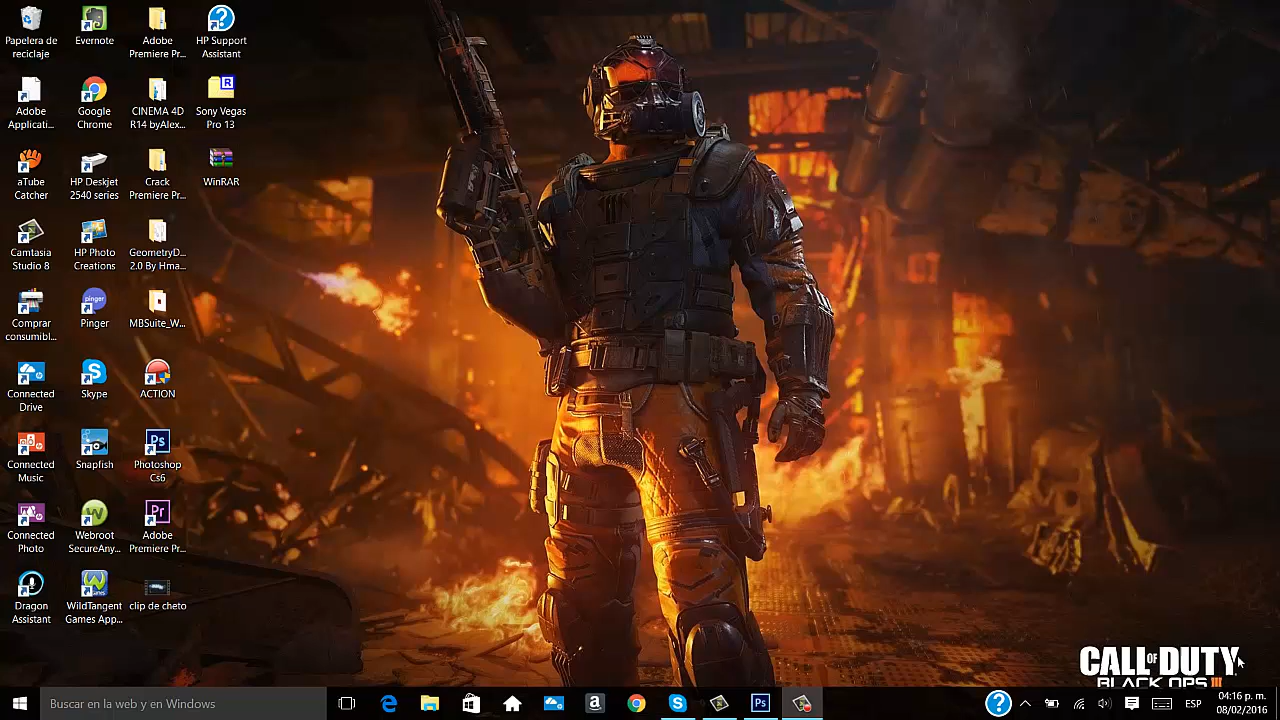 Papelera de
reciclaje
Evernote
Adobe
Premiere Pr...
HP Support
Assistant
Adobe
Applicati...
Google
Chrome
CINEMA 4D
R14 byAlex...
Sony Vegas
Pro 13
aTube
Catcher
HP Deskjet
2540 series
Crack
Premiere Pr...
WinRAR
Camtasia
Studio 8
HP Photo
Creations
GeometryD...
2.0 By Hma...
Comprar
consumibl...
pinger
Pinger
MBSuite_W...
Connected
Drive
Skype
ACTION
Connected
Music
Snapfish
Ps
Photoshop
Cs6
Connected
Photo
Webroot
SecureAny...
Pr
Adobe
Premiere Pr...
Dragon
Assistant
WildTangent
Games App...
clip de cheto
CALL OF DUTY
BLACK OPS III
Buscar en la web y en Windows
Ps
ESP
04:16 p. m.
08/02/2016